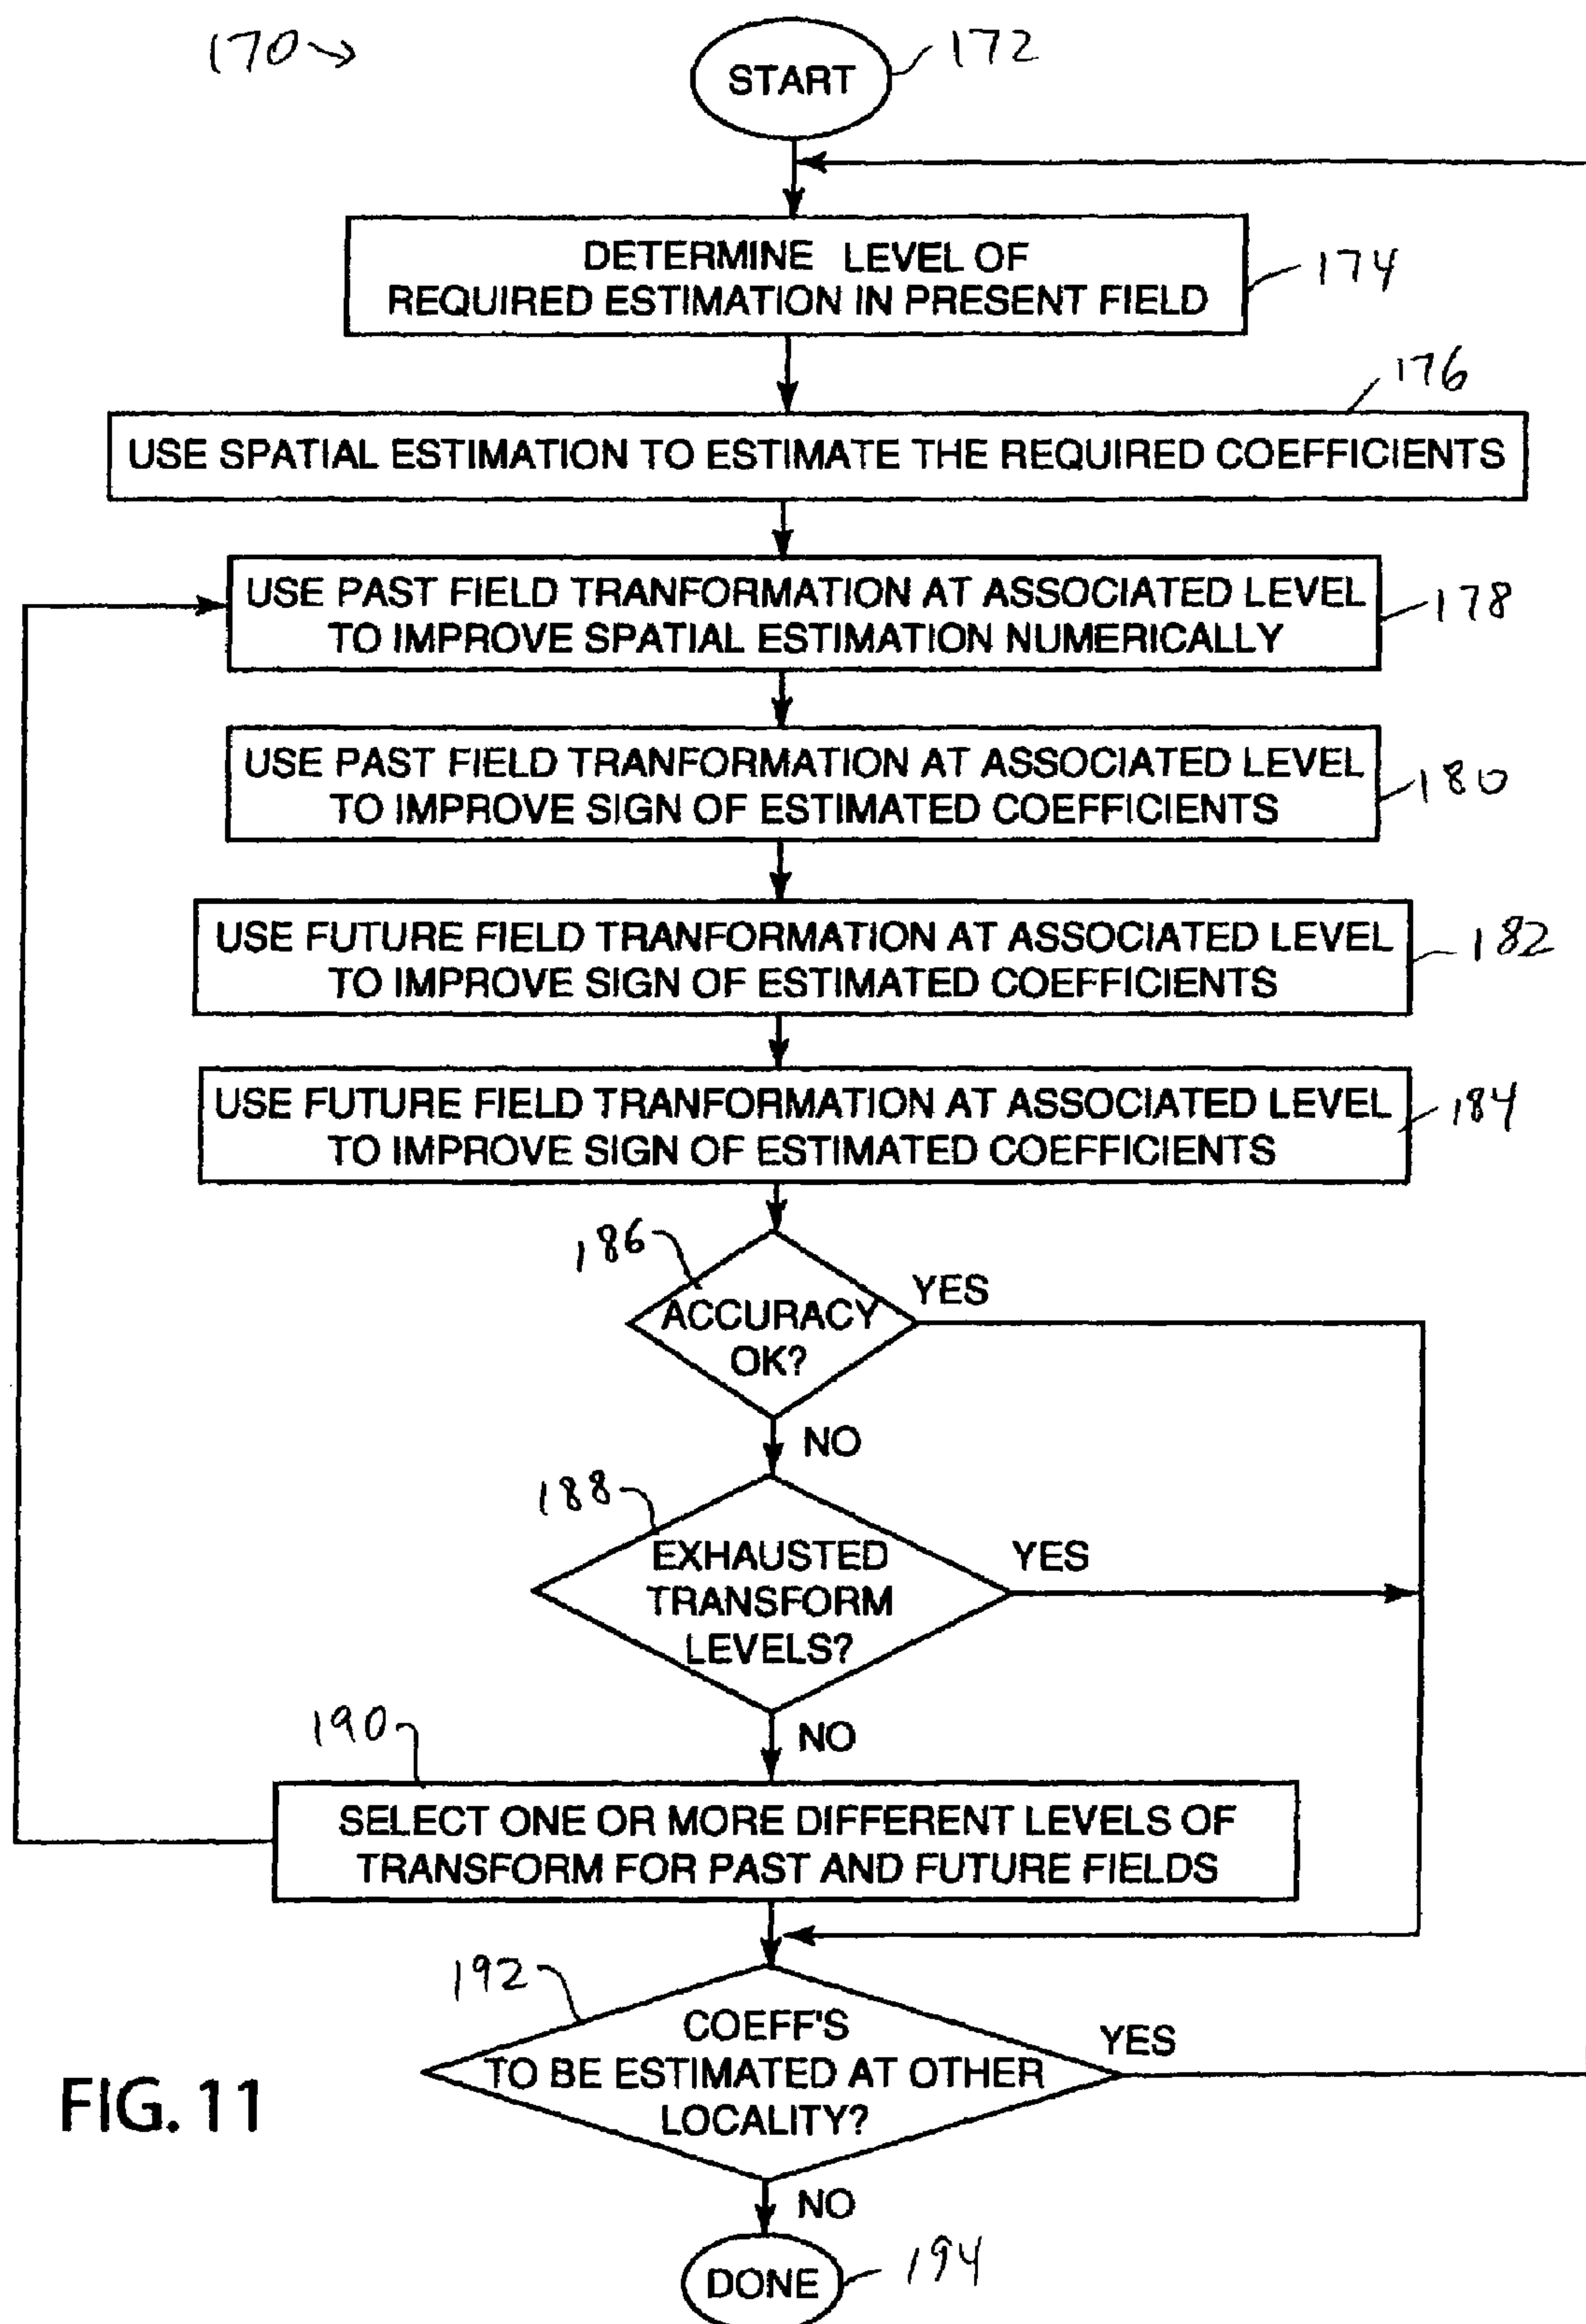 170
START
172
DETERMINE LEVEL OF
REQUIRED ESTIMATION IN PRESENT FIELD
174
176
USE SPATIAL ESTIMATION TO ESTIMATE THE REQUIRED COEFFICIENTS
USE PAST FIELD TRANFORMATION AT ASSOCIATED LEVEL
TO IMPROVE SPATIAL ESTIMATION NUMERICALLY
178
USE PAST FIELD TRANFORMATION AT ASSOCIATED LEVEL
TO IMPROVE SIGN OF ESTIMATED COEFFICIENTS
180
USE FUTURE FIELD TRANFORMATION AT ASSOCIATED LEVEL
TO IMPROVE SIGN OF ESTIMATED COEFFICIENTS
182
USE FUTURE FIELD TRANFORMATION AT ASSOCIATED LEVEL
TO IMPROVE SIGN OF ESTIMATED COEFFICIENTS
184
186
ACCURACY
OK?
YES
NO
188
EXHAUSTED
TRANSFORM
LEVELS?
YES
NO
190
SELECT ONE OR MORE DIFFERENT LEVELS OF
TRANSFORM FOR PAST AND FUTURE FIELDS
192
COEFF'S
TO BE ESTIMATED AT OTHER
LOCALITY?
YES
NO
DONE
194
FIG. 11